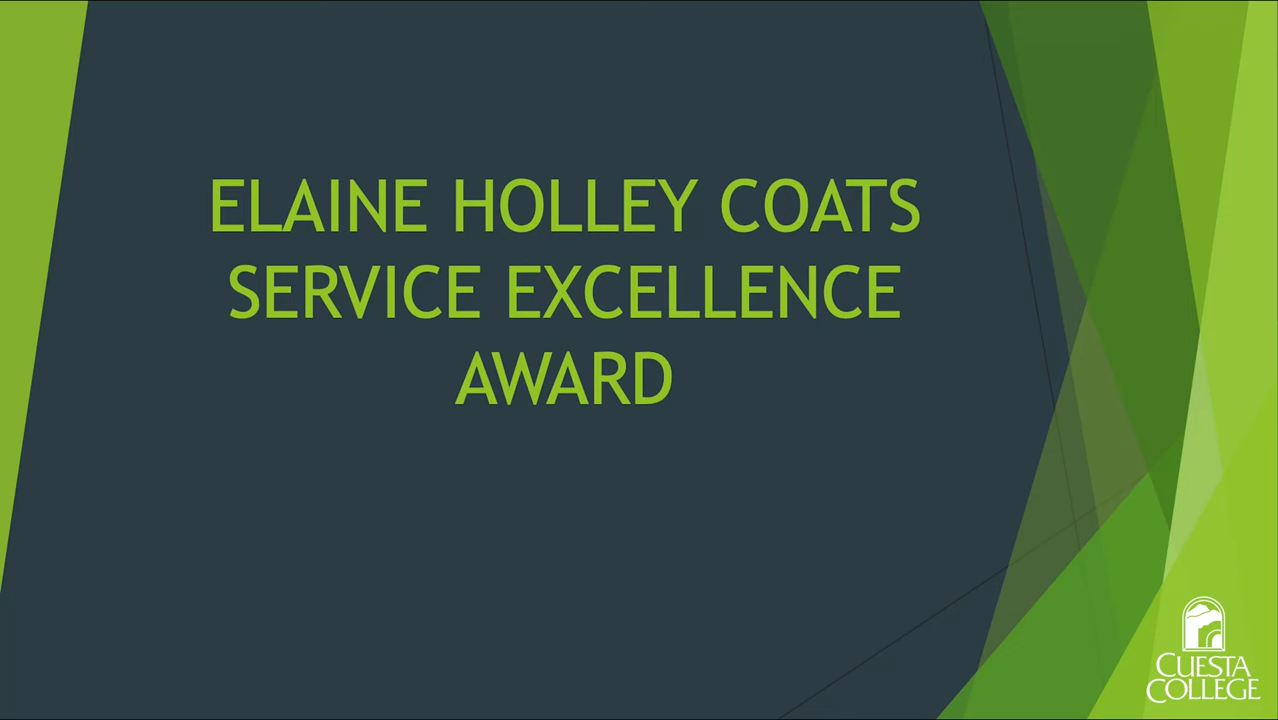 ELAINE HOLLEY COATS
SERVICE EXCELLENCE
AWARD
CUESTA
COLLEGE